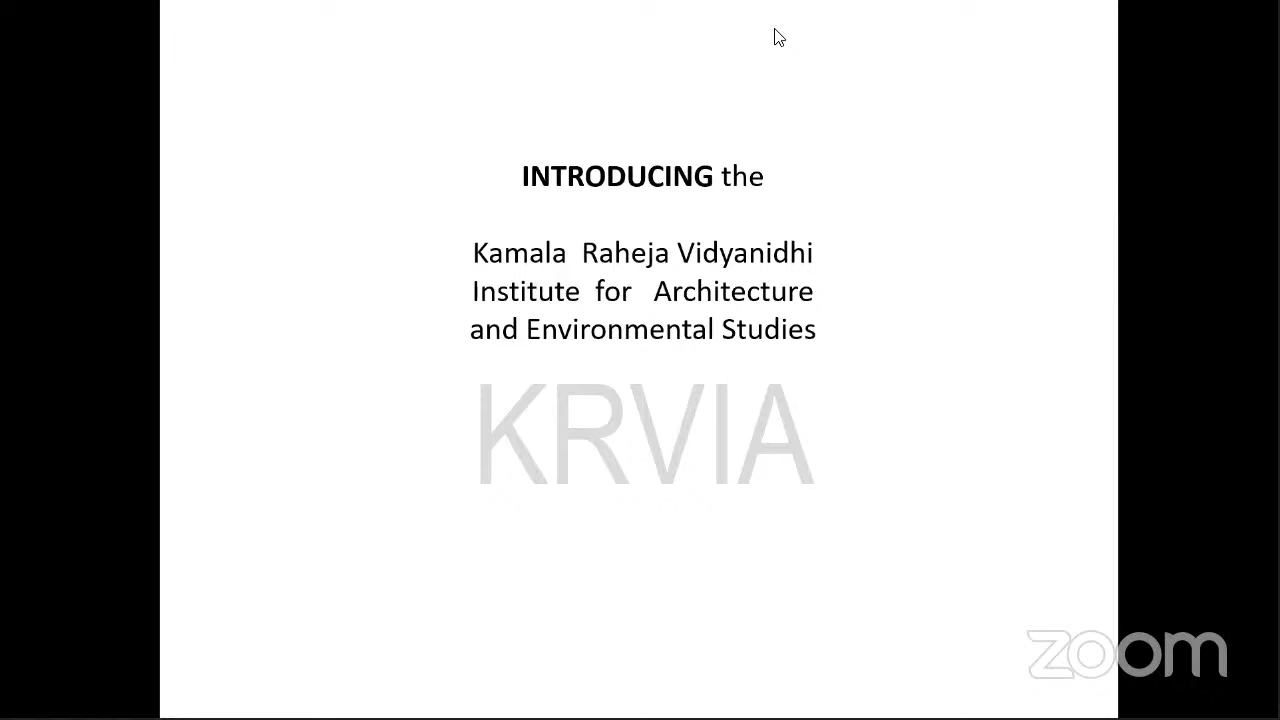 INTRODUCING the
Kamala Raheja Vidyanidhi
Institute for Architecture
and Environmental Studies
KRVIA
zoom